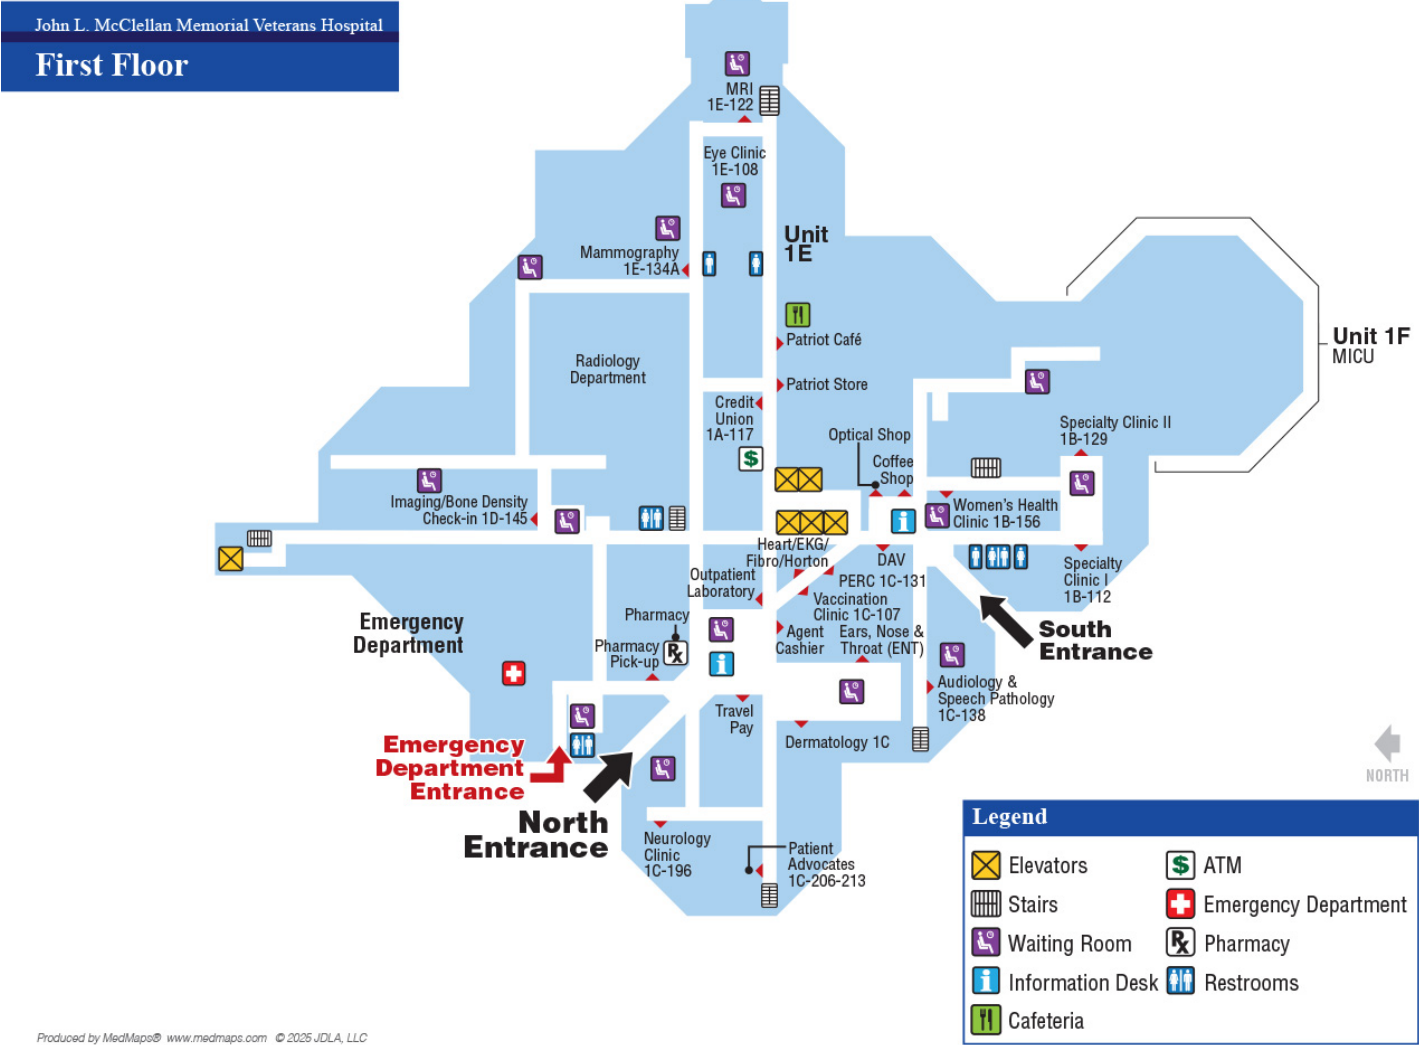 John L. McClellan Memorial Veterans Hospital
First Floor
MRI
1E-122
Eye Clinic
1E-108
Unit
1E
Mammography
1E-134A
Patriot Café
Unit 1F
MICU
Radiology
Department
Patriot Store
Credit
Union
1A-117
$
Optical Shop
Coffee
Shop
Specialty Clinic II
1B-129
Imaging/Bone Density
Check-in 1D-145
i
Women's Health
Clinic 1B-156
Heart/EKG/
Fibro/Horton
DAV
Specialty
Clinic I
1B-112
Outpatient
Laboratory
PERC 1C-131
Vaccination
Clinic 1C-107
Emergency
Department
Pharmacy
Pharmacy
Pick-up
Rx
i
Agent
Cashier
Ears, Nose &
Throat (ENT)
South
Entrance
Audiology &
Speech Pathology
1C-138
Travel
Pay
Dermatology 1C
Emergency
Department
Entrance
North
Entrance
NORTH
Neurology
Clinic
1C-196
Patient
Advocates
1C-206-213
Legend
Elevators
Stairs
Waiting Room
i Information Desk
Cafeteria
$ ATM
Emergency Department
Rx Pharmacy
Restrooms
Produced by MedMaps® www.medmaps.com © 2025 JDLA, LLC